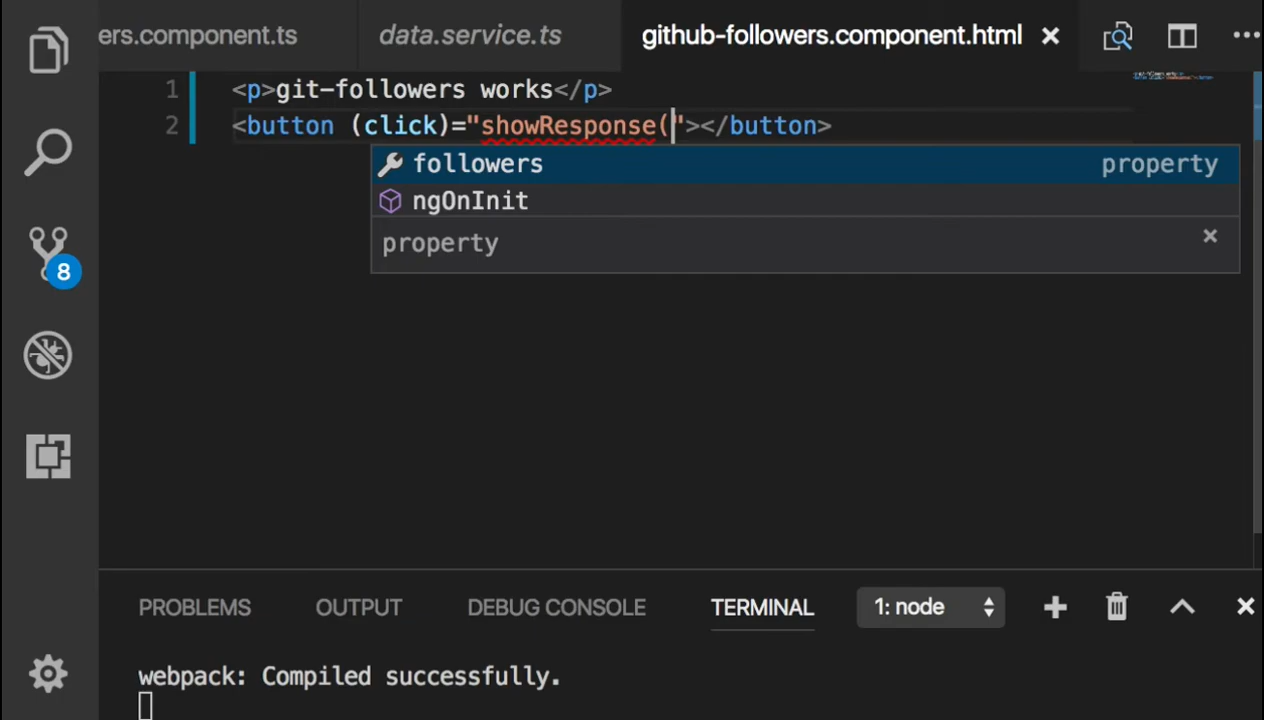 ers.component.ts data.service.ts github-followers.component.html
1 <p>git-followers works</p>
2 <button (click)="showResponse("></button>
followers property
ngOnInit
property
8
PROBLEMS OUTPUT DEBUG CONSOLE TERMINAL 1: node
webpack: Compiled successfully.